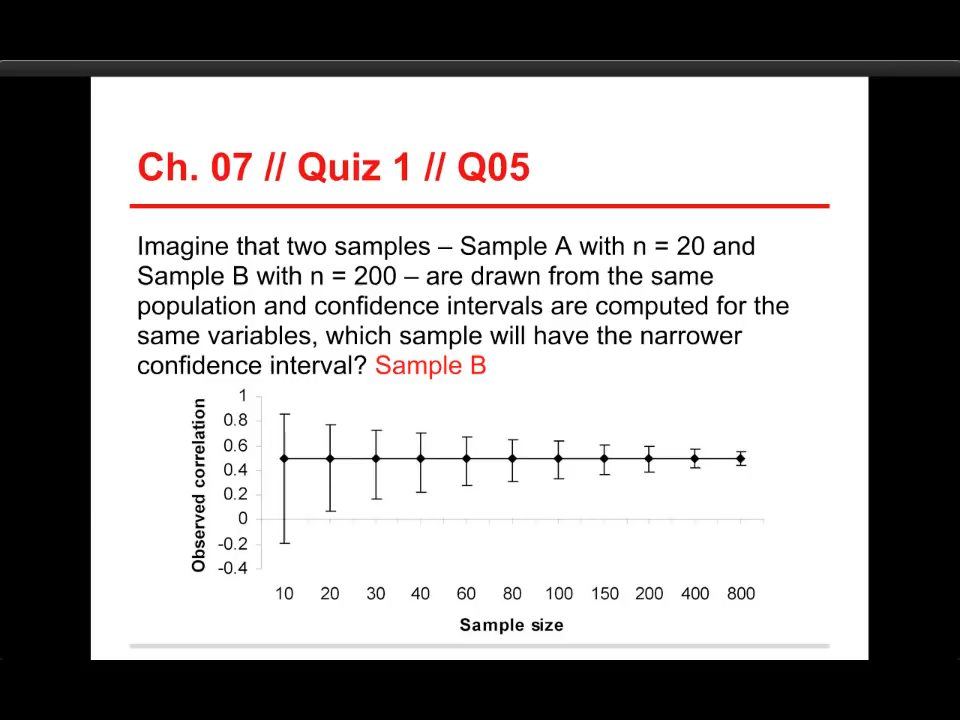 Ch. 07 // Quiz 1 // Q05
Imagine that two samples – Sample A with n = 20 and
Sample B with n = 200 – are drawn from the same
population and confidence intervals are computed for the
same variables, which sample will have the narrower
confidence interval? Sample B
Observed correlation
1
0.8
0.6
0.4
0.2
0
-0.2
-0.4
10 20 30 40 60 80 100 150 200 400 800
Sample size